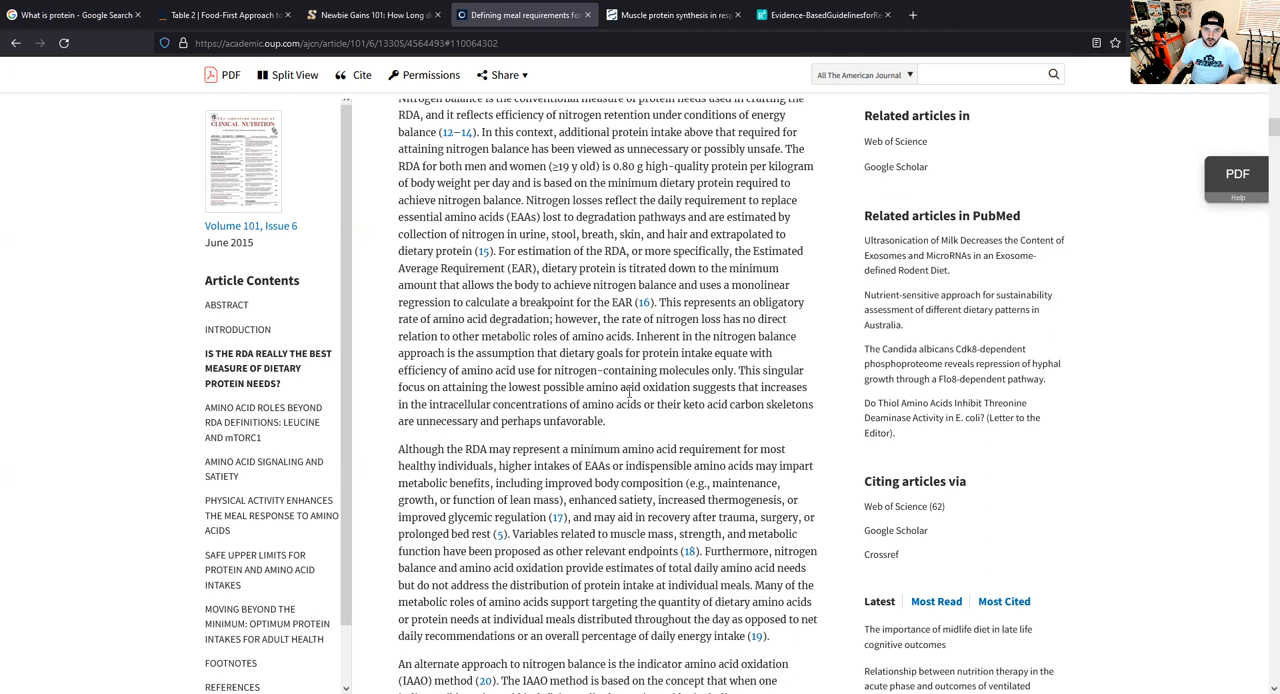 What is protein - Google Search
Table 2 | Food-First Approach to
Newbie Gains 101: How Long d
Defining meal requirements
Muscle protein synthesis in resp
Evidence-BasedGuidelinesforRe
https://academic.oup.com/ajcn/article/101/6/1339S/4564493
PDF
Split View
Cite
Permissions
Share
All The American Journal
Volume 101, Issue 6
June 2015
Article Contents
ABSTRACT
INTRODUCTION
IS THE RDA REALLY THE BEST
MEASURE OF DIETARY
PROTEIN NEEDS?
AMINO ACID ROLES BEYOND
RDA DEFINITIONS: LEUCINE
AND mTORC1
AMINO ACID SIGNALING AND
SATIETY
PHYSICAL ACTIVITY ENHANCES
THE MEAL RESPONSE TO AMINO
ACIDS
SAFE UPPER LIMITS FOR
PROTEIN AND AMINO ACID
INTAKES
MOVING BEYOND THE
MINIMUM: OPTIMUM PROTEIN
INTAKES FOR ADULT HEALTH
FOOTNOTES
REFERENCES
CLINICAL NUTRITION
Nitrogen balance is the conventional measure of protein needs used in crafting the
RDA, and it reflects efficiency of nitrogen retention under conditions of energy
balance (12–14). In this context, additional protein intake above that required for
attaining nitrogen balance has been viewed as unnecessary or possibly unsafe. The
RDA for both men and women (≥19 y old) is 0.80 g good-quality protein per kilogram
of body weight per day and is based on the minimum dietary protein required to
achieve nitrogen balance. Nitrogen losses reflect the daily requirement to replace
essential amino acids (EAAs) lost to degradation pathways and are estimated by
collection of nitrogen in urine, stool, breath, skin, and hair and extrapolated to
dietary protein (15). For estimation of the RDA, or more specifically, the Estimated
Average Requirement (EAR), dietary protein is titrated down to the minimum
amount that allows the body to achieve nitrogen balance and uses a monolinear
regression to calculate a breakpoint for the EAR (16). This represents an obligatory
rate of amino acid degradation; however, the rate of nitrogen loss has no direct
relation to other metabolic roles of amino acids. Inherent in the nitrogen balance
approach is the assumption that dietary goals for protein intake equate with
efficiency of amino acid use for nitrogen-containing molecules only. This singular
focus on attaining the lowest possible amino acid oxidation suggests that increases
in the intracellular concentrations of amino acids or their keto acid carbon skeletons
are unnecessary and perhaps unfavorable.
Although the RDA may represent a minimum amino acid requirement for most
healthy individuals, higher intakes of EAAs or indispensible amino acids may impart
metabolic benefits, including improved body composition (e.g., maintenance,
growth, or function of lean mass), enhanced satiety, increased thermogenesis, or
improved glycemic regulation (17), and may aid in recovery after trauma, surgery, or
prolonged bed rest (5). Variables related to muscle mass, strength, and metabolic
function have been proposed as other relevant endpoints (18). Furthermore, nitrogen
balance and amino acid oxidation provide estimates of total daily amino acid needs
but do not address the distribution of protein intake at individual meals. Many of the
metabolic roles of amino acids support targeting the quantity of dietary amino acids
or protein needs at individual meals distributed throughout the day as opposed to net
daily recommendations or an overall percentage of daily energy intake (19).
An alternate approach to nitrogen balance is the indicator amino acid oxidation
(IAAO) method (20). The IAAO method is based on the concept that when one
Related articles in
Web of Science
Google Scholar
Related articles in PubMed
Ultrasonication of Milk Decreases the Content of
Exosomes and MicroRNAs in an Exosome-
defined Rodent Diet.
Nutrient-sensitive approach for sustainability
assessment of different dietary patterns in
Australia.
The Candida albicans Cdk8-dependent
phosphoproteome reveals repression of hyphal
growth through a Flo8-dependent pathway.
Do Thiol Amino Acids Inhibit Threonine
Deaminase Activity in E. coli? (Letter to the
Editor).
Citing articles via
Web of Science (62)
Google Scholar
Crossref
Latest
Most Read
Most Cited
The importance of midlife diet in late life
cognitive outcomes
Relationship between nutrition therapy in the
acute phase and outcomes of ventilated
PDF
Help